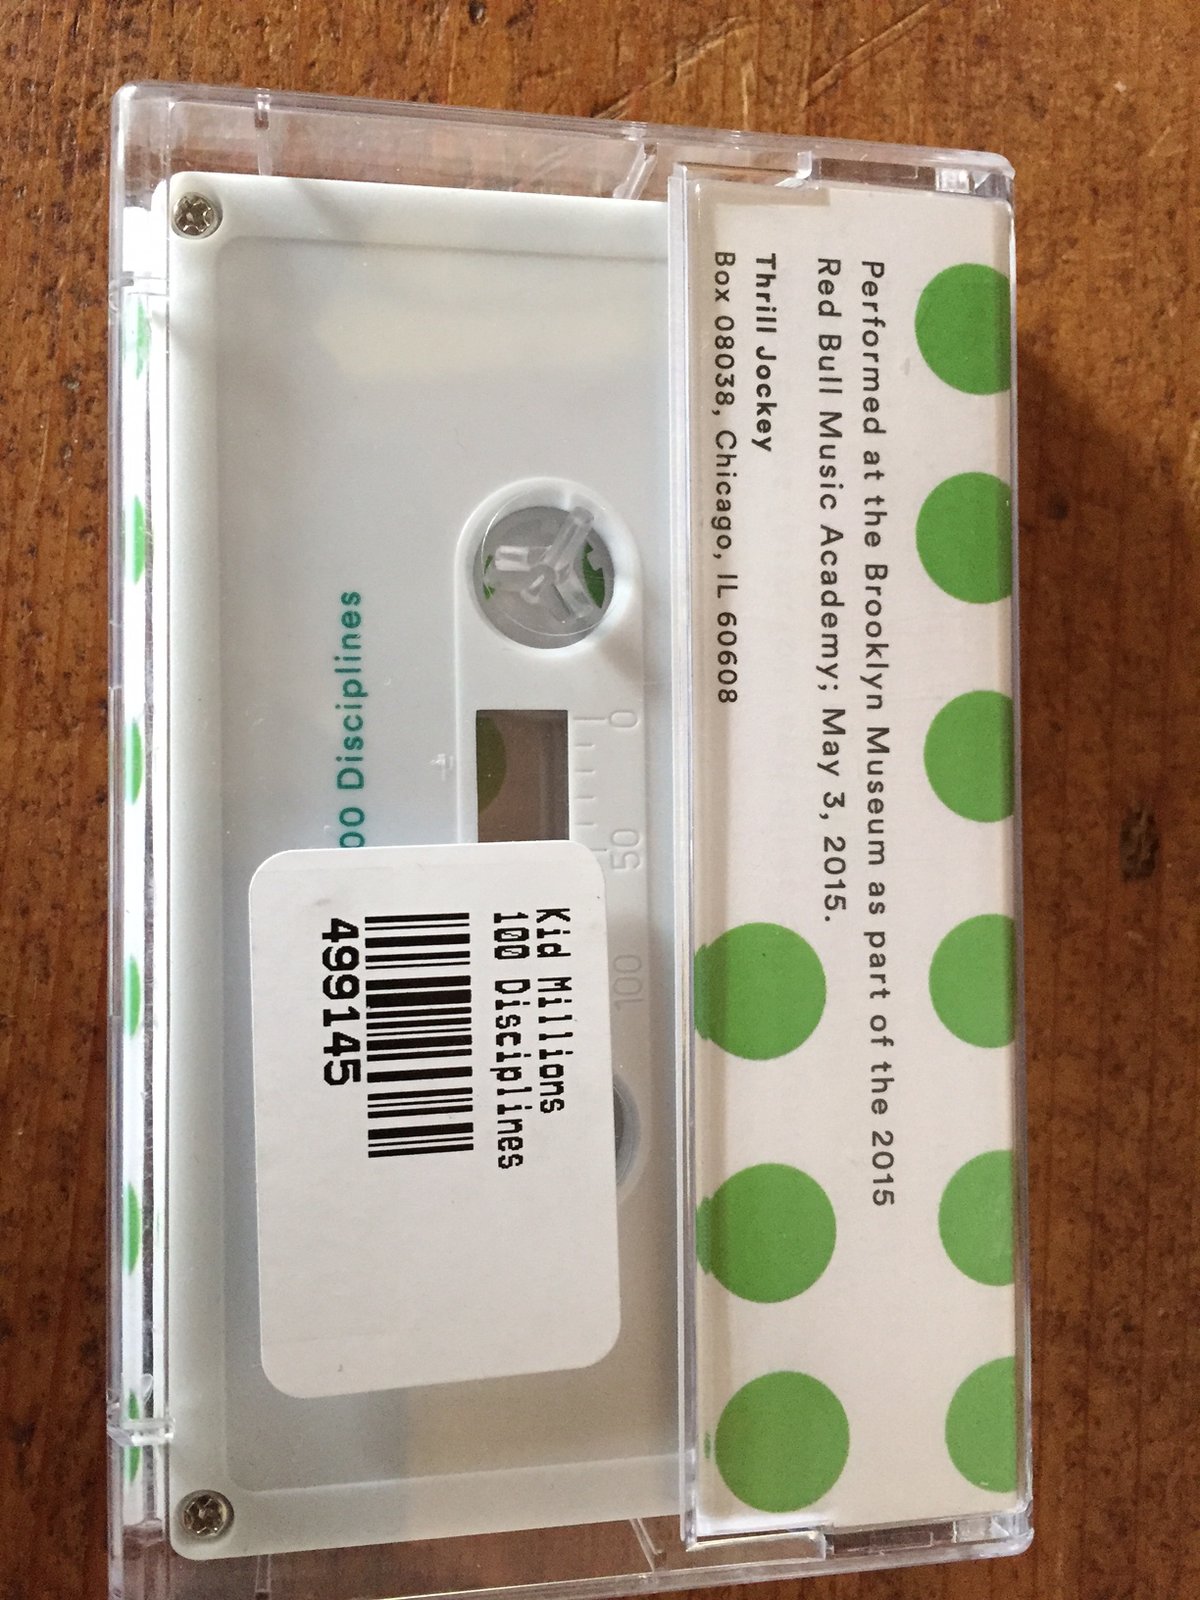 Performed at the Brooklyn Museum as part of the 2015
Red Bull Music Academy; May 3, 2015.
Thrill Jockey
Box 08038, Chicago, IL 60608
0 50 100
Kid Millions
100 Disciplines
499145
00 Disciplines